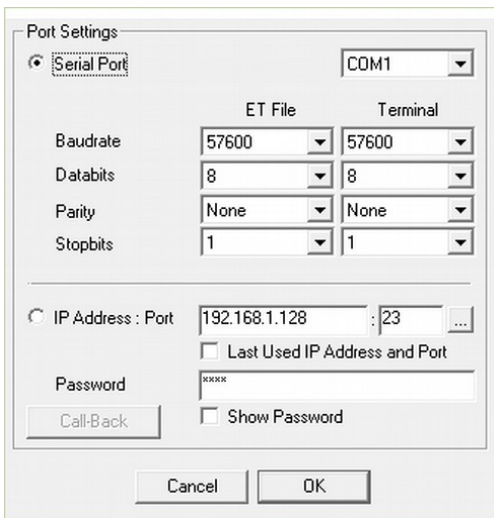 Port Settings
Serial Port COM1
ET File Terminal
Baudrate 57600 57600
Databits 8 8
Parity None None
Stopbits 1 1
IP Address : Port 192.168.1.128 : 23 ...
Last Used IP Address and Port
Password ****
Call-Back Show Password
Cancel OK